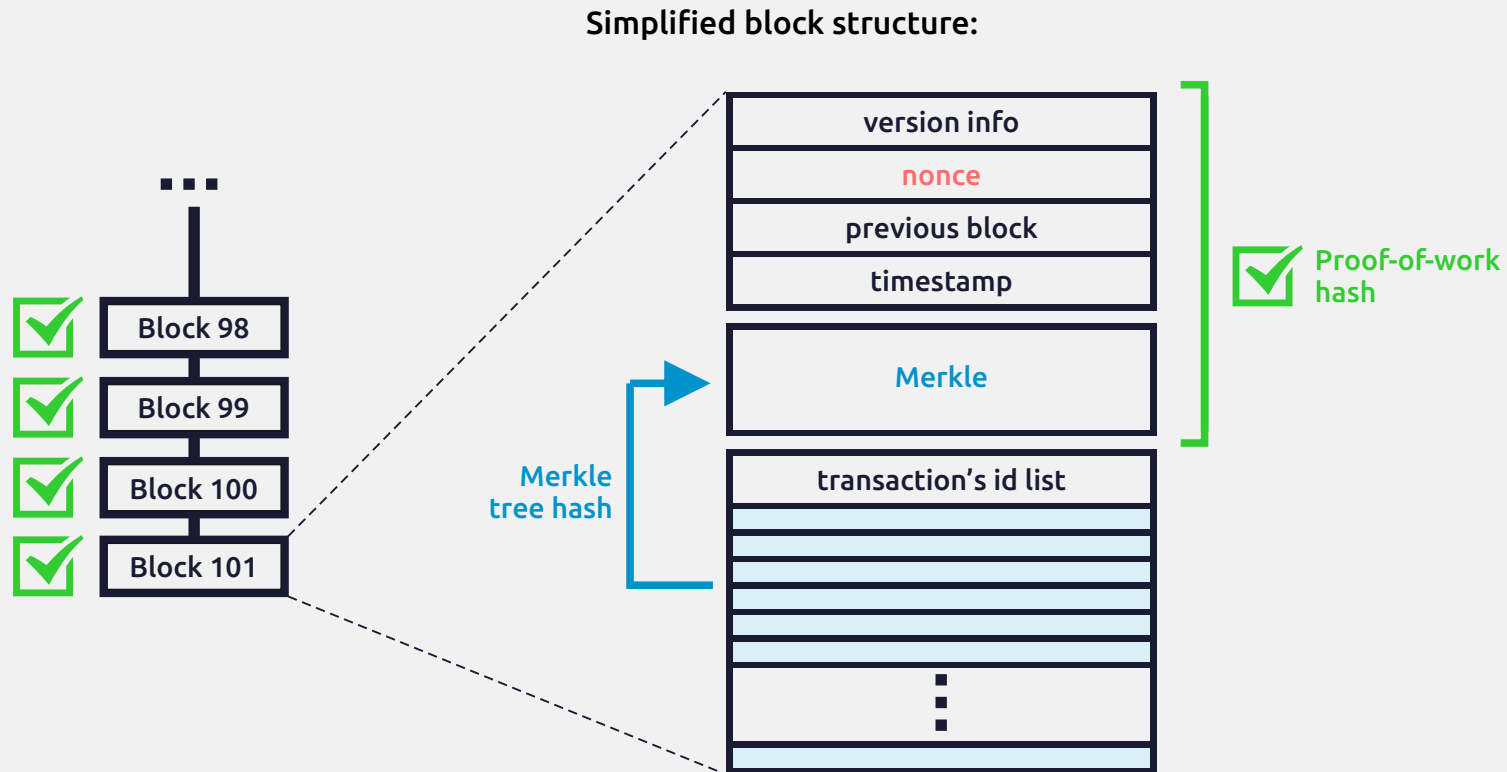 Simplified block structure:
...
Block 98
Block 99
Block 100
Block 101
version info
nonce
previous block
timestamp
Merkle
Merkle
tree hash
transaction’s id list
Proof-of-work
hash